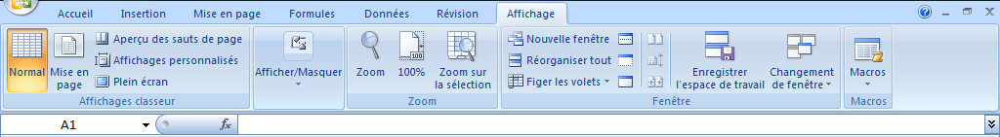 Accueil Insertion Mise en page Formules Données Révision Affichage
Normal
Mise en
page
Aperçu des sauts de page
Affichages personnalisés
Plein écran
Affichages classeur
Afficher/Masquer
Zoom
100
100%
Zoom sur
la sélection
Zoom
Nouvelle fenêtre
Réorganiser tout
Figer les volets
Enregistrer
l'espace de travail
Changement
de fenêtre
Fenêtre
Macros
Macros
A1
fx